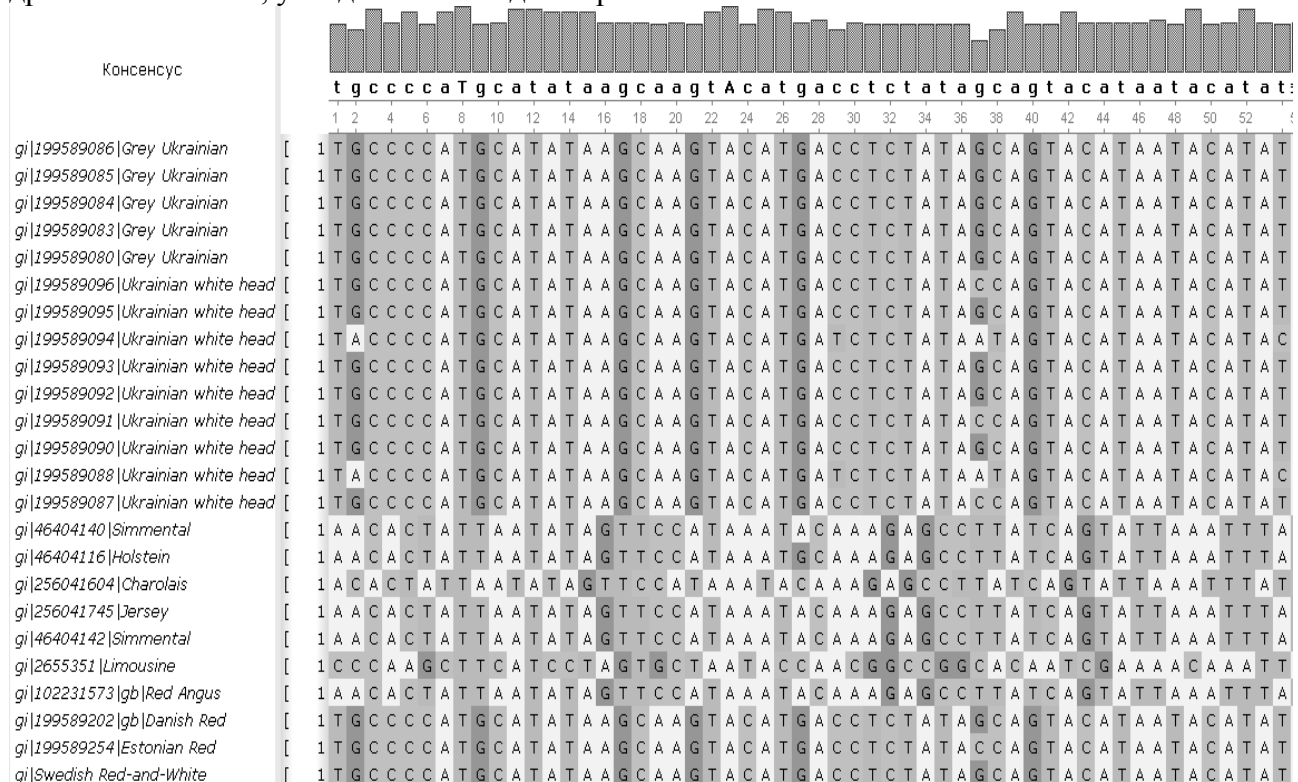 Консенсус
t g c c c c a T g c a t a t a a g c a a g t A c a t g a c c t c t a t a g c a g t a c a t a a t a c a t a t
1 2 4 6 8 10 12 14 16 18 20 22 24 26 28 30 32 34 36 38 40 42 44 46 48 50 52
gi|199589086|Grey Ukrainian [ 1 T G C C C C A T G C A T A T A A G C A A G T A C A T G A C C T C T A T A G C A G T A C A T A A T A C A T A T
gi|199589085|Grey Ukrainian [ 1 T G C C C C A T G C A T A T A A G C A A G T A C A T G A C C T C T A T A G C A G T A C A T A A T A C A T A T
gi|199589084|Grey Ukrainian [ 1 T G C C C C A T G C A T A T A A G C A A G T A C A T G A C C T C T A T A G C A G T A C A T A A T A C A T A T
gi|199589083|Grey Ukrainian [ 1 T G C C C C A T G C A T A T A A G C A A G T A C A T G A C C T C T A T A G C A G T A C A T A A T A C A T A T
gi|199589080|Grey Ukrainian [ 1 T G C C C C A T G C A T A T A A G C A A G T A C A T G A C C T C T A T A G C A G T A C A T A A T A C A T A T
gi|199589096|Ukrainian white head [ 1 T G C C C C A T G C A T A T A A G C A A G T A C A T G A C C T C T A T A C C A G T A C A T A A T A C A T A T
gi|199589095|Ukrainian white head [ 1 T G C C C C A T G C A T A T A A G C A A G T A C A T G A C C T C T A T A G C A G T A C A T A A T A C A T A T
gi|199589094|Ukrainian white head [ 1 T A C C C C A T G C A T A T A A G C A A G T A C A T G A T C T C T A T A A T A G T A C A T A A T A C A T A C
gi|199589093|Ukrainian white head [ 1 T G C C C C A T G C A T A T A A G C A A G T A C A T G A C C T C T A T A G C A G T A C A T A A T A C A T A T
gi|199589092|Ukrainian white head [ 1 T G C C C C A T G C A T A T A A G C A A G T A C A T G A C C T C T A T A G C A G T A C A T A A T A C A T A T
gi|199589091|Ukrainian white head [ 1 T G C C C C A T G C A T A T A A G C A A G T A C A T G A C C T C T A T A C C A G T A C A T A A T A C A T A T
gi|199589090|Ukrainian white head [ 1 T G C C C C A T G C A T A T A A G C A A G T A C A T G A C C T C T A T A G C A G T A C A T A A T A C A T A T
gi|199589088|Ukrainian white head [ 1 T A C C C C A T G C A T A T A A G C A A G T A C A T G A T C T C T A T A A T A G T A C A T A A T A C A T A C
gi|199589087|Ukrainian white head [ 1 T G C C C C A T G C A T A T A A G C A A G T A C A T G A C C T C T A T A C C A G T A C A T A A T A C A T A T
gi|46404140|Simmental [ 1 A A C A C T A T T A A T A T A G T T C C A T A A A T A C A A A G A G C C T T A T C A G T A T T A A A T T T A
gi|46404116|Holstein [ 1 A A C A C T A T T A A T A T A G T T C C A T A A A T G C A A A G A G C C T T A T C A G T A T T A A A T T T A
gi|256041604|Charolais [ 1 A C A C T A T T A A T A T A G T T C C A T A A A T A C A A A G A G C C T T A T C A G T A T T A A A T T T A T
gi|256041745|Jersey [ 1 A A C A C T A T T A A T A T A G T T C C A T A A A T A C A A A G A G C C T T A T C A G T A T T A A A T T T A
gi|46404142|Simmental [ 1 A A C A C T A T T A A T A T A G T T C C A T A A A T A C A A A G A G C C T T A T C A G T A T T A A A T T T A
gi|2655351|Limousine [ 1 C C C A A G C T T C A T C C T A G T G C T A A T A C C A A C G G C C G G C A C A A T C G A A A A C A A A T T
gi|102231573|gb|Red Angus [ 1 A A C A C T A T T A A T A T A G T T C C A T A A A T A C A A A G A G C C T T A T C A G T A T T A A A T T T A
gi|199589202|gb|Danish Red [ 1 T G C C C C A T G C A T A T A A G C A A G T A C A T G A C C T C T A T A G C A G T A C A T A A T A C A T A T
gi|199589254|Estonian Red [ 1 T G C C C C A T G C A T A T A A G C A A G T A C A T G A C C T C T A T A C C A G T A C A T A A T A C A T A T
gi|Swedish Red-and-White [ 1 T G C C C C A T G C A T A T A A G C A A G T A C A T G A C C T C T A T A G C A G T A C A T A A T A C A T A T